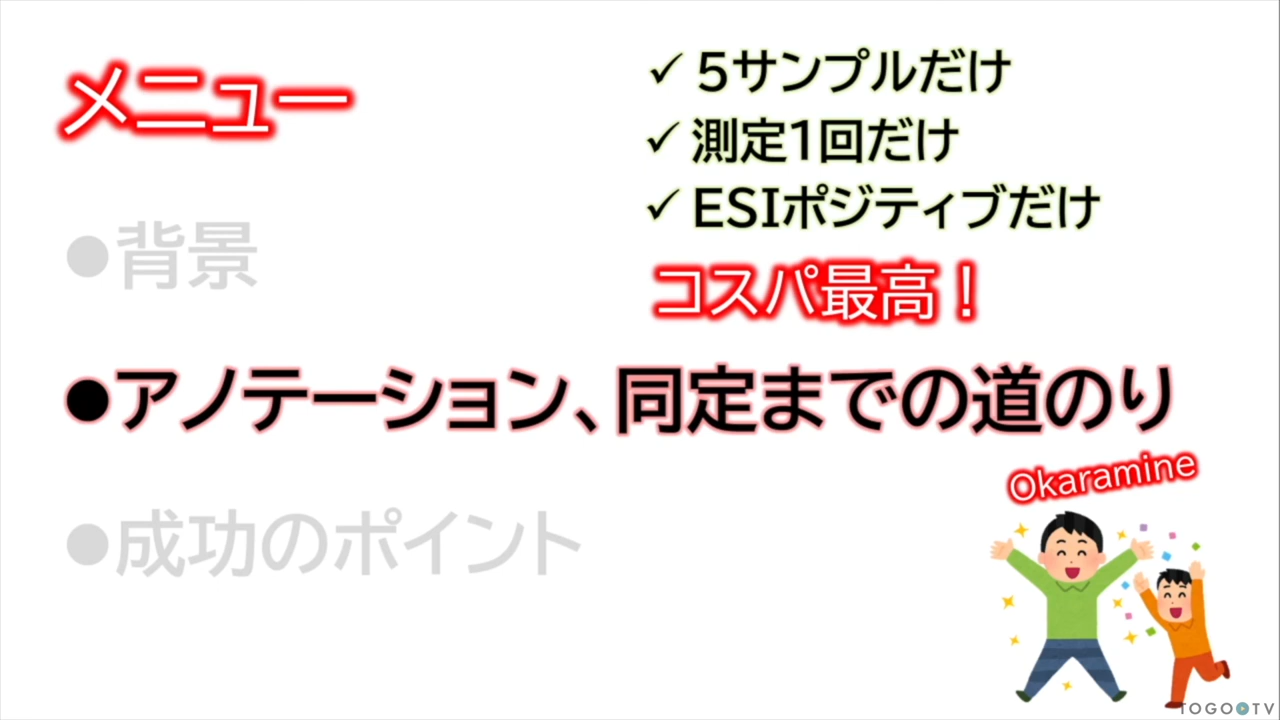 メニュー
✓ 5サンプルだけ
✓ 測定1回だけ
✓ ESIポジティブだけ
コスパ最高！
●背景
●アノテーション、同定までの道のり
●成功のポイント
Okaramine
TOGOTV